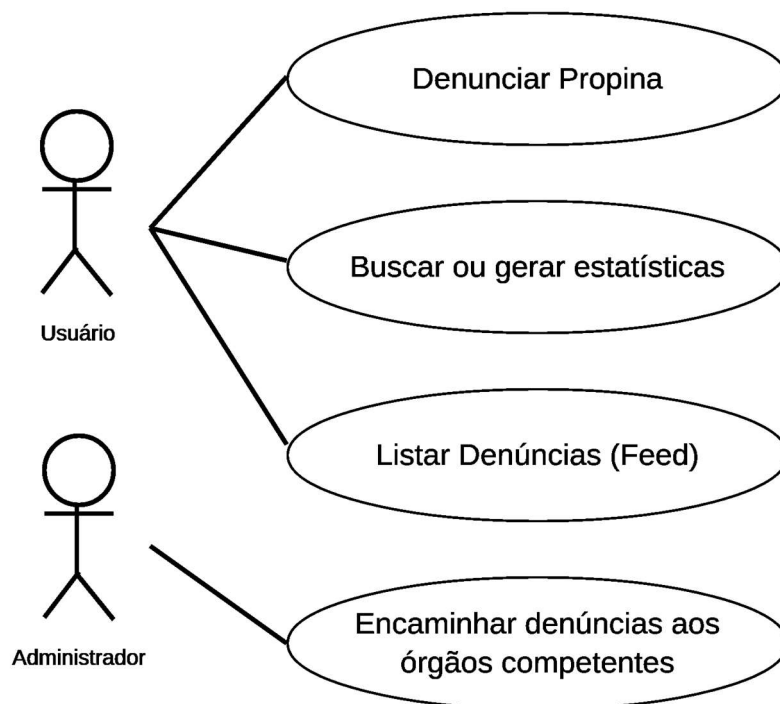 Denunciar Propina
Buscar ou gerar estatísticas
Usuário
Listar Denúncias (Feed)
Encaminhar denúncias aos
órgãos competentes
Administrador